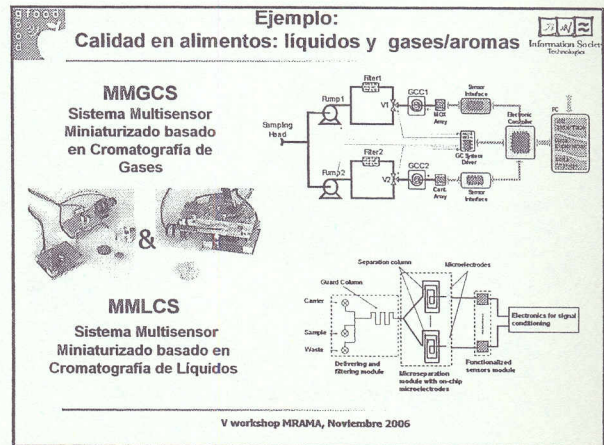 good food
Ejemplo:
Calidad en alimentos: líquidos y gases/aromas
Information Society
Technologies
MMGCS
Sistema Multisensor
Miniaturizado basado
en Cromatografía de
Gases
&
MMLCS
Sistema Multisensor
Miniaturizado basado en
Cromatografía de Líquidos
Sampling
Head
Pump1
Filter1
V1
GCC1
MOX
Array
Sensor
Interface
GC System
Driver
Electronic
Controller
PC
Pump2
Filter2
V2
GCC2
Cant.
Array
Sensor
Interface
Separation column
Microelectrodes
Guard Column
Carrier
Sample
Waste
Delivering and
filtering module
Microseparation
module with on-chip
microelectrodes
Functionalized
sensors module
Electronics for signal
conditioning
V workshop MRAMA, Noviembre 2006